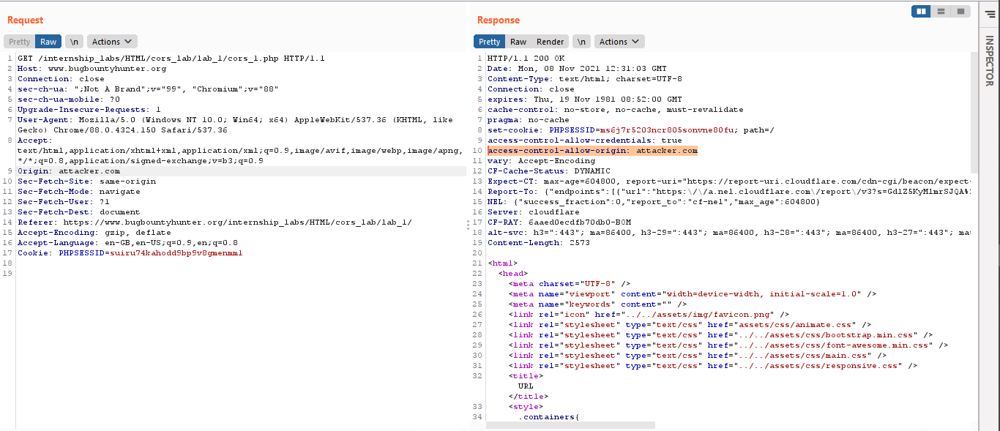 Request
Pretty Raw \n Actions
1 GET /internship_labs/HTML/cors_lab/lab_1/cors_1.php HTTP/1.1
2 Host: www.bugbountyhunter.org
3 Connection: close
4 sec-ch-ua: ";Not A Brand";v="99", "Chromium";v="88"
5 sec-ch-ua-mobile: ?0
6 Upgrade-Insecure-Requests: 1
7 User-Agent: Mozilla/5.0 (Windows NT 10.0; Win64; x64) AppleWebKit/537.36 (KHTML, like
Gecko) Chrome/88.0.4324.150 Safari/537.36
8 Accept:
text/html,application/xhtml+xml,application/xml;q=0.9,image/avif,image/webp,image/apng,
*/*;q=0.8,application/signed-exchange;v=b3;q=0.9
9 Origin: attacker.com
10 Sec-Fetch-Site: same-origin
11 Sec-Fetch-Mode: navigate
12 Sec-Fetch-User: ?1
13 Sec-Fetch-Dest: document
14 Referer: https://www.bugbountyhunter.org/internship_labs/HTML/cors_lab/lab_1/
15 Accept-Encoding: gzip, deflate
16 Accept-Language: en-GB,en-US;q=0.9,en;q=0.8
17 Cookie: PHPSESSID=suiru74kahodd9bp9v8gmenmml
18
19
Response
Pretty Raw Render \n Actions
1 HTTP/1.1 200 OK
2 Date: Mon, 08 Nov 2021 12:31:03 GMT
3 Content-Type: text/html; charset=UTF-8
4 Connection: close
5 expires: Thu, 19 Nov 1981 08:52:00 GMT
6 cache-control: no-store, no-cache, must-revalidate
7 pragma: no-cache
8 set-cookie: PHPSESSID=ms6j7r5203ncr805sonvne80fu; path=/
9 access-control-allow-credentials: true
10 access-control-allow-origin: attacker.com
11 vary: Accept-Encoding
12 CF-Cache-Status: DYNAMIC
13 Expect-CT: max-age=604800, report-uri="https://report-uri.cloudflare.com/cdn-cgi/beacon/expect-
14 Report-To: {"endpoints":[{"url":"https:\/\/a.nel.cloudflare.com\/report\/v3?s=GdlZ5KyMlmrSJQA%
15 NEL: {"success_fraction":0,"report_to":"cf-nel","max_age":604800}
16 Server: cloudflare
17 CF-RAY: 6aaed0ecdfb70db0-BOM
18 alt-svc: h3=":443"; ma=86400, h3-29=":443"; ma=86400, h3-28=":443"; ma=86400, h3-27=":443"; ma=
19 Content-Length: 2573
20
21 <html>
22 <head>
23 <meta charset="UTF-8" />
24 <meta name="viewport" content="width=device-width, initial-scale=1.0" />
25 <meta name="keywords" content="" />
26 <link rel="icon" href="../../assets/img/favicon.png" />
27 <link rel="stylesheet" type="text/css" href="assets/css/animate.css" />
28 <link rel="stylesheet" type="text/css" href="../../assets/css/bootstrap.min.css" />
29 <link rel="stylesheet" type="text/css" href="../../assets/css/font-awesome.min.css" />
30 <link rel="stylesheet" type="text/css" href="../../assets/css/main.css" />
31 <link rel="stylesheet" type="text/css" href="../../assets/css/responsive.css" />
32 <title>
URL
</title>
33 <style>
34 .containers{
INSPECTOR